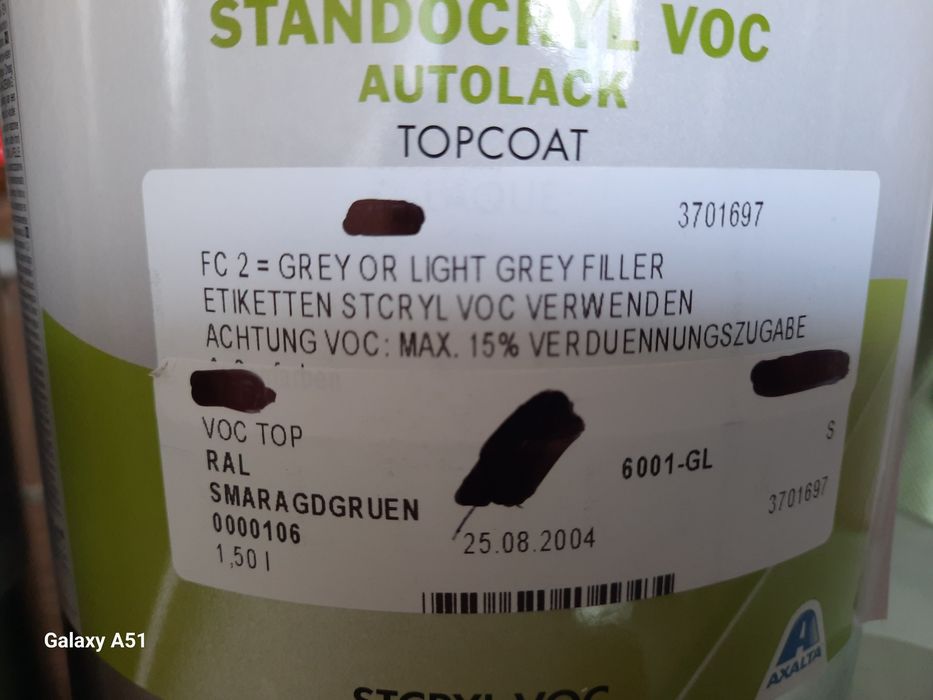 STANDOCRYL VOC
AUTOLACK
TOPCOAT
3701697
FC 2 = GREY OR LIGHT GREY FILLER
ETIKETTEN STCRYL VOC VERWENDEN
ACHTUNG VOC: MAX. 15% VERDUENNUNGSZUGABE
VOC TOP
S
RAL
6001-GL
SMARAGDGRUEN
3701697
0000106
25.08.2004
1,50 l
AXALTA
STCRYL VOC
Galaxy A51